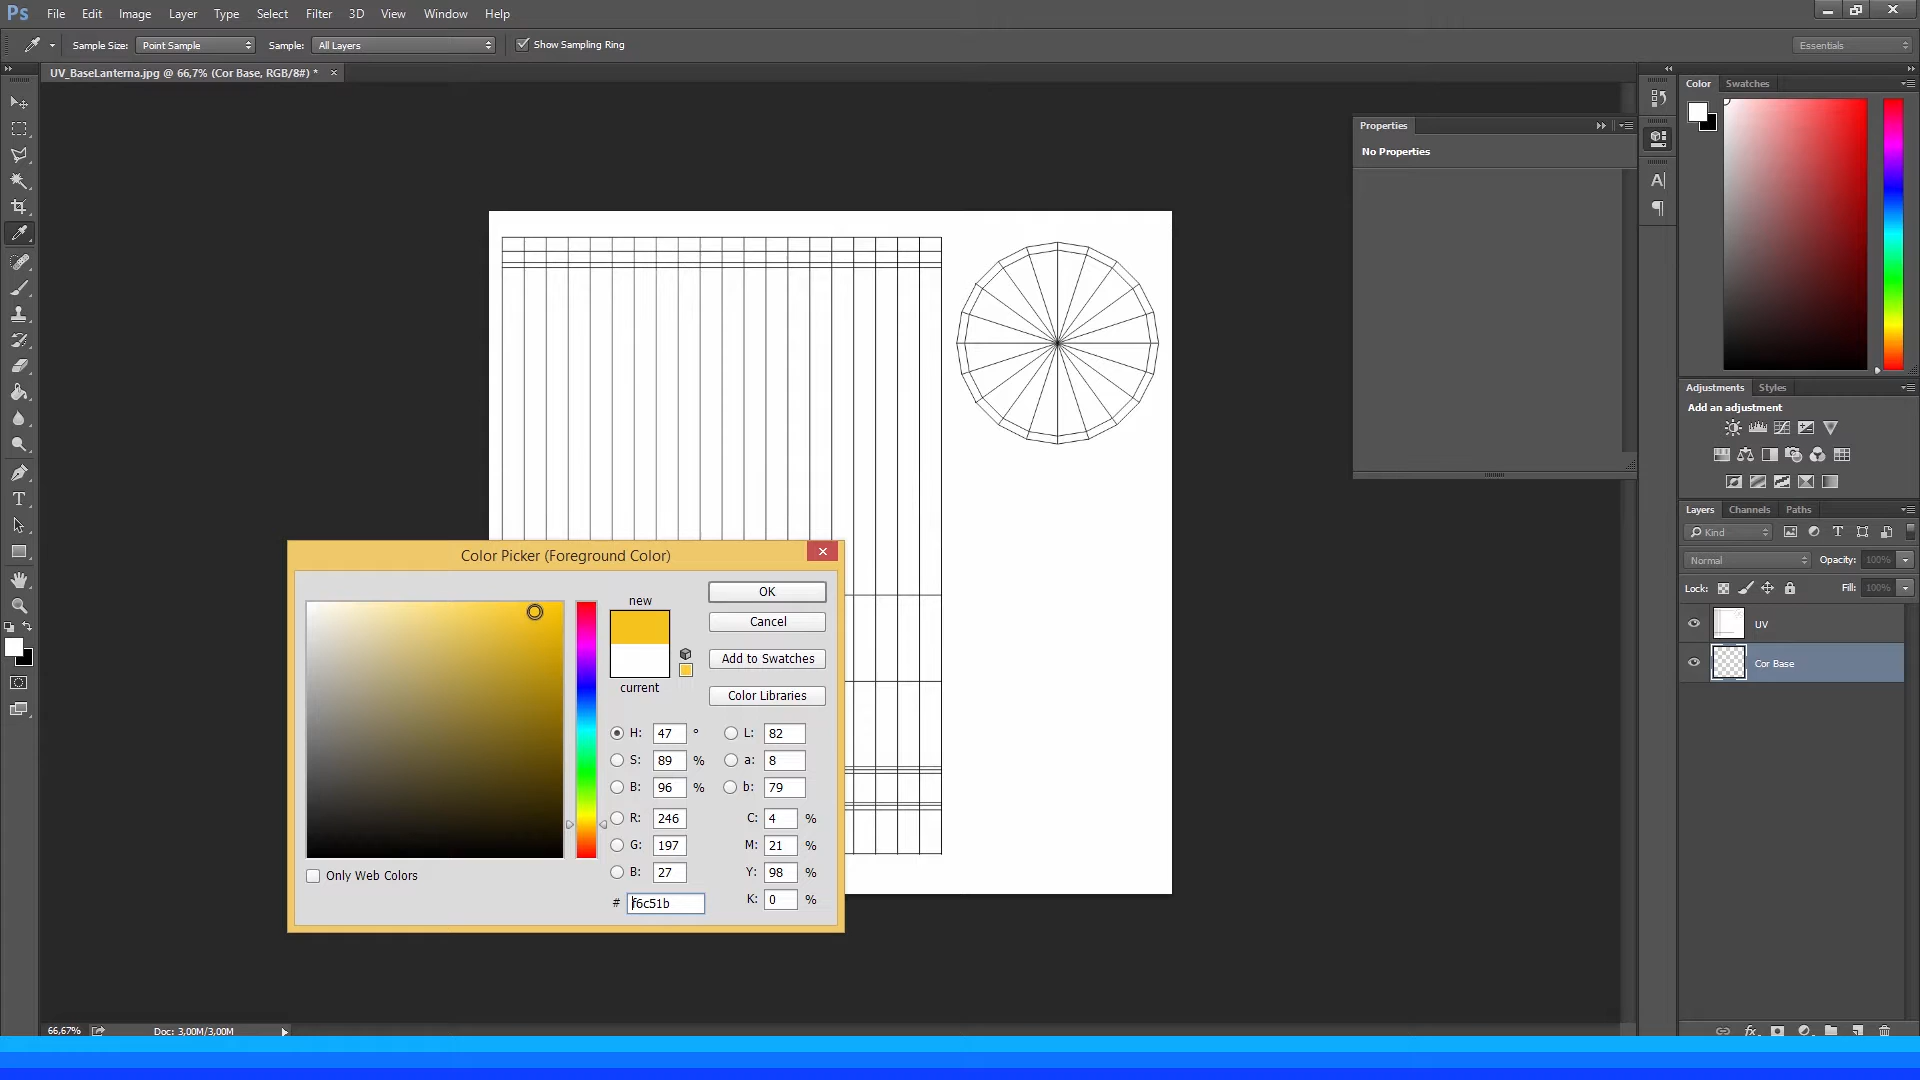 Ps File Edit Image Layer Type Select Filter 3D View Window Help
Sample Size: Point Sample Sample: All Layers Show Sampling Ring Essentials
UV_BaseLanterna.jpg @ 66,7% (Cor Base, RGB/8#) * ×
Color Swatches
Properties
No Properties
Adjustments Styles
Add an adjustment
Layers Channels Paths
Kind
Normal Opacity: 100%
Lock: Fill: 100%
UV
Cor Base
Color Picker (Foreground Color)
new
current
OK
Cancel
Add to Swatches
Color Libraries
H: 47 ° L: 82
S: 89 % a: 8
B: 96 % b: 79
R: 246 C: 4 %
G: 197 M: 21 %
B: 27 Y: 98 %
# f6c51b K: 0 %
Only Web Colors
66,67% Doc: 3,00M/3,00M